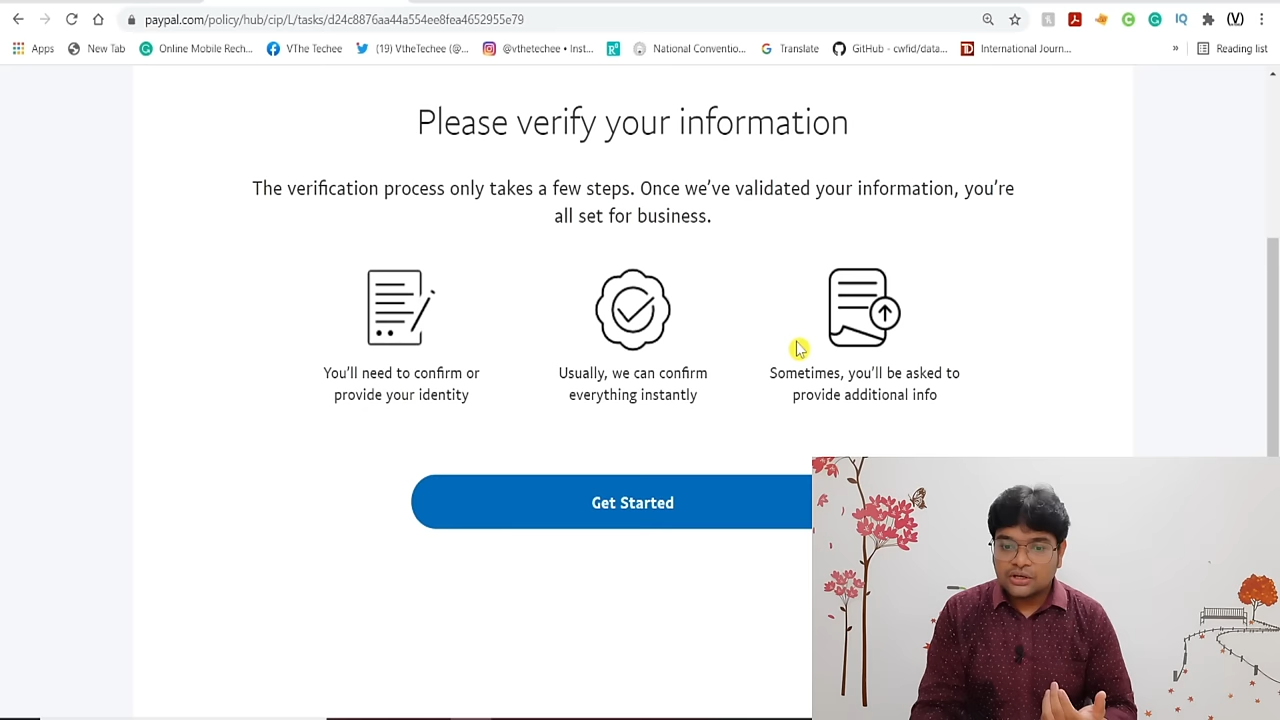 paypal.com/policy/hub/cip/L/tasks/d24c8876aa44a554ee8fea4652955e79
Apps New Tab Online Mobile Rech... VThe Techee (19) VtheTechee (@... @vthetechee • Inst... National Conventio... Translate GitHub - cwfid/data... International Journ... » Reading list
Please verify your information
The verification process only takes a few steps. Once we’ve validated your information, you’re
all set for business.
You’ll need to confirm or
provide your identity
Usually, we can confirm
everything instantly
Sometimes, you’ll be asked to
provide additional info
Get Started